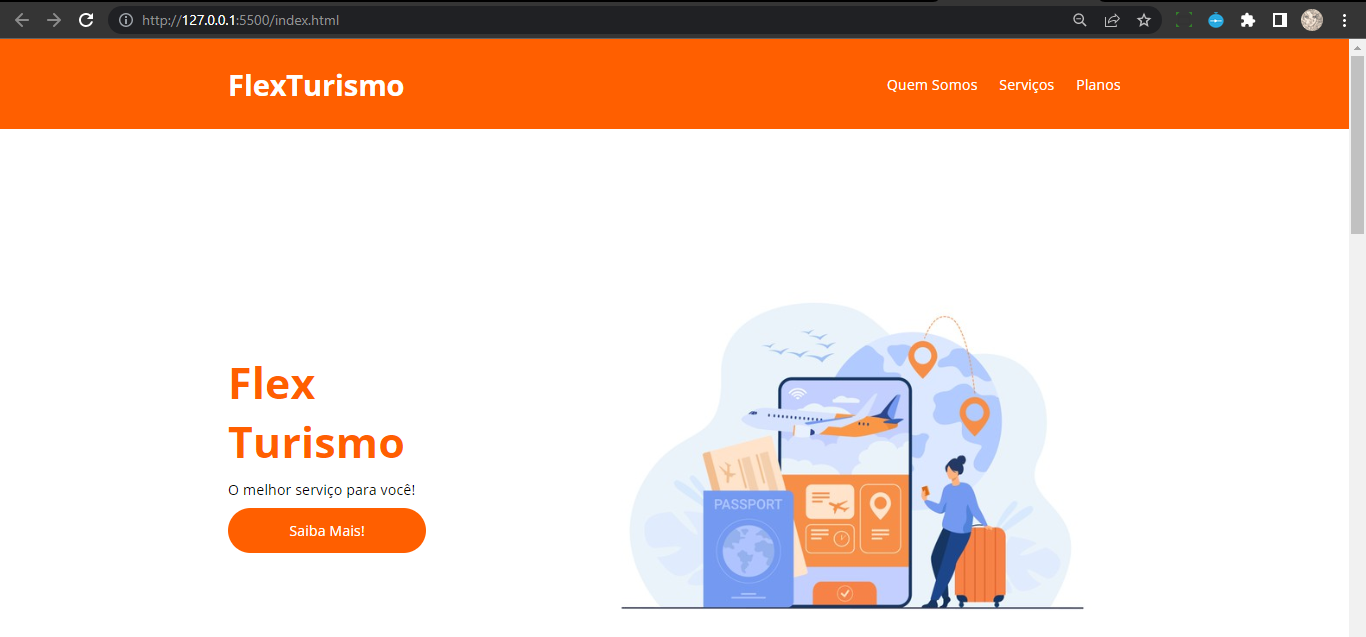 http://127.0.0.1:5500/index.html
FlexTurismo
Quem Somos Serviços Planos
Flex
Turismo
O melhor serviço para você!
Saiba Mais!
PASSPORT